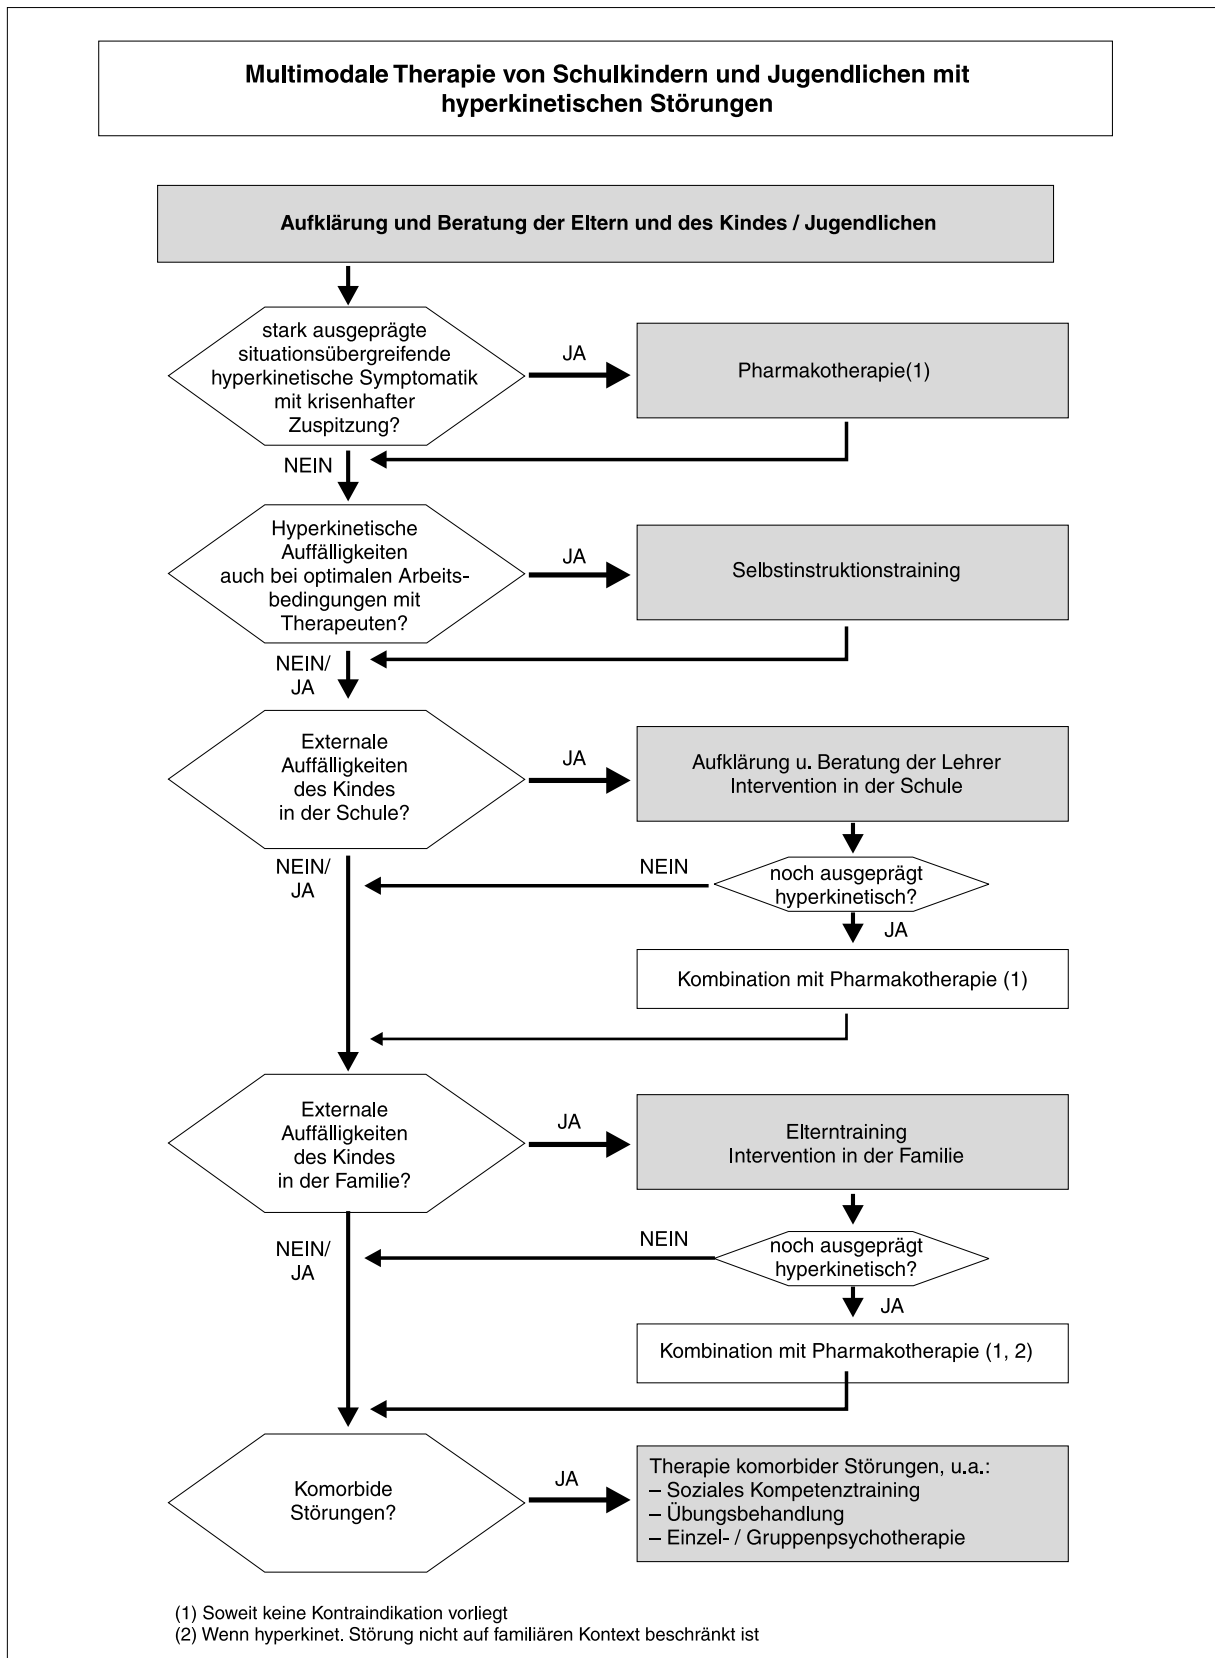 Multimodale Therapie von Schulkindern und Jugendlichen mit
hyperkinetischen Störungen
Aufklärung und Beratung der Eltern und des Kindes / Jugendlichen
stark ausgeprägte
situationsübergreifende
hyperkinetische Symptomatik
mit krisenhafter
Zuspitzung?
JA
Pharmakotherapie(1)
NEIN
Hyperkinetische
Auffälligkeiten
auch bei optimalen Arbeits-
bedingungen mit
Therapeuten?
JA
Selbstinstruktionstraining
NEIN/
JA
Externale
Auffälligkeiten
des Kindes
in der Schule?
JA
Aufklärung u. Beratung der Lehrer
Intervention in der Schule
NEIN/
JA
NEIN
noch ausgeprägt
hyperkinetisch?
JA
Kombination mit Pharmakotherapie (1)
Externale
Auffälligkeiten
des Kindes
in der Familie?
JA
Elterntraining
Intervention in der Familie
NEIN/
JA
NEIN
noch ausgeprägt
hyperkinetisch?
JA
Kombination mit Pharmakotherapie (1, 2)
Komorbide
Störungen?
JA
Therapie komorbider Störungen, u.a.:
– Soziales Kompetenztraining
– Übungsbehandlung
– Einzel- / Gruppenpsychotherapie
(1) Soweit keine Kontraindikation vorliegt
(2) Wenn hyperkinet. Störung nicht auf familiären Kontext beschränkt ist